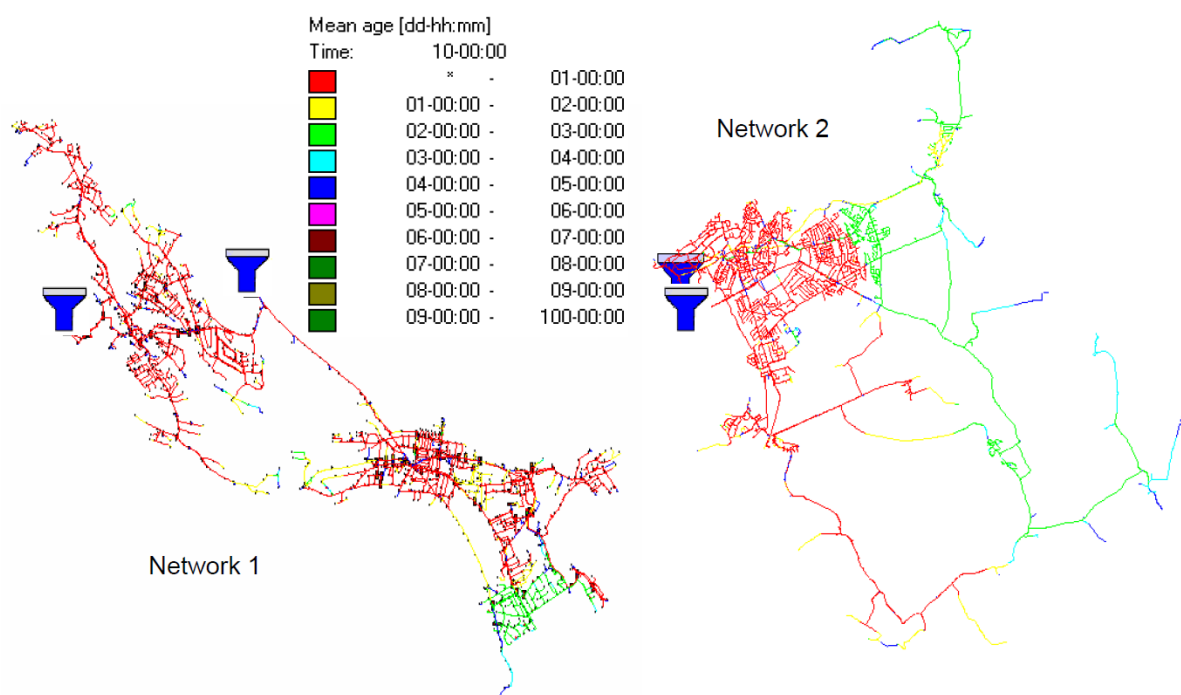 Mean age [dd-hh:mm]
Time: 10-00:00
* - 01-00:00
01-00:00 - 02-00:00
02-00:00 - 03-00:00
03-00:00 - 04-00:00
04-00:00 - 05-00:00
05-00:00 - 06-00:00
06-00:00 - 07-00:00
07-00:00 - 08-00:00
08-00:00 - 09-00:00
09-00:00 - 100-00:00
Network 2
Network 1